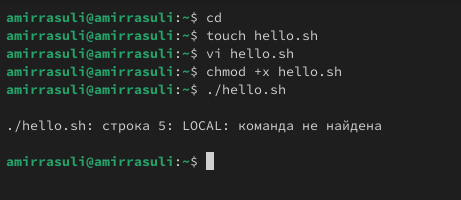 amirrasuli@amirrasuli:~$ cd
amirrasuli@amirrasuli:~$ touch hello.sh
amirrasuli@amirrasuli:~$ vi hello.sh
amirrasuli@amirrasuli:~$ chmod +x hello.sh
amirrasuli@amirrasuli:~$ ./hello.sh
./hello.sh: строка 5: LOCAL: команда не найдена
amirrasuli@amirrasuli:~$